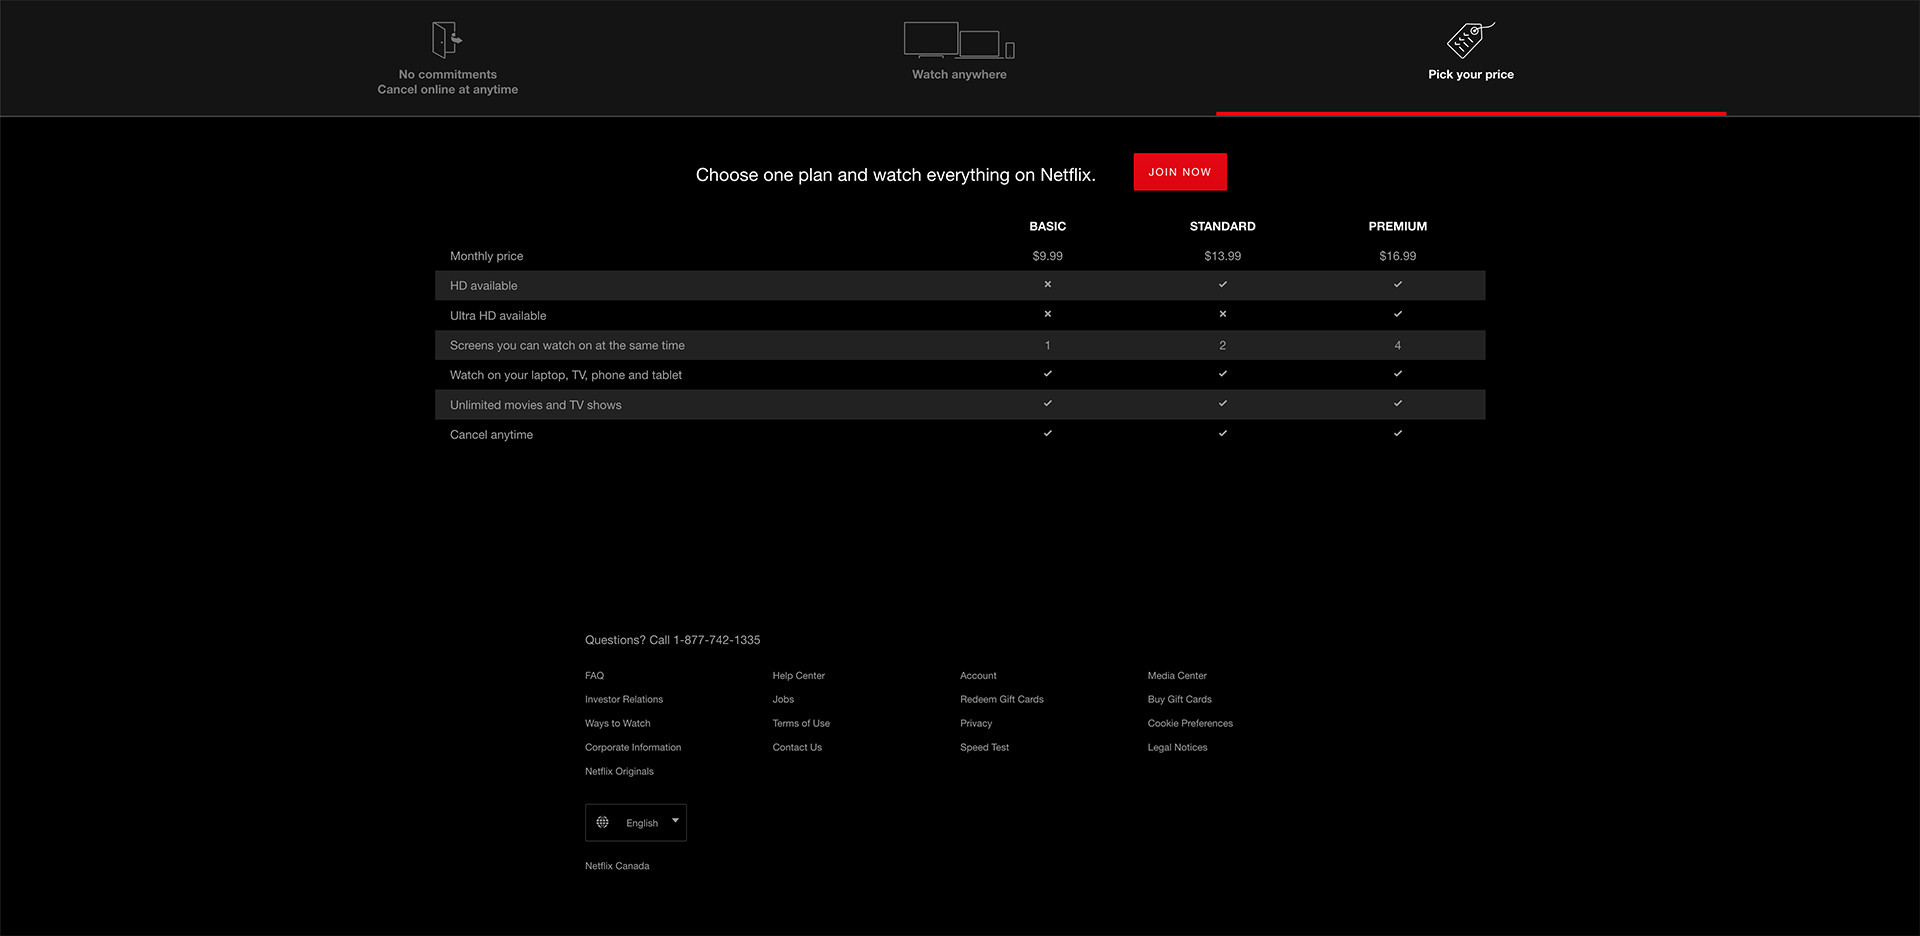 No commitments
Cancel online at anytime
Watch anywhere
Pick your price
Choose one plan and watch everything on Netflix.
JOIN NOW
BASIC STANDARD PREMIUM
Monthly price $9.99 $13.99 $16.99
HD available
Ultra HD available
Screens you can watch on at the same time 1 2 4
Watch on your laptop, TV, phone and tablet
Unlimited movies and TV shows
Cancel anytime
Questions? Call 1-877-742-1335
FAQ Help Center Account Media Center
Investor Relations Jobs Redeem Gift Cards Buy Gift Cards
Ways to Watch Terms of Use Privacy Cookie Preferences
Corporate Information Contact Us Speed Test Legal Notices
Netflix Originals
English
Netflix Canada